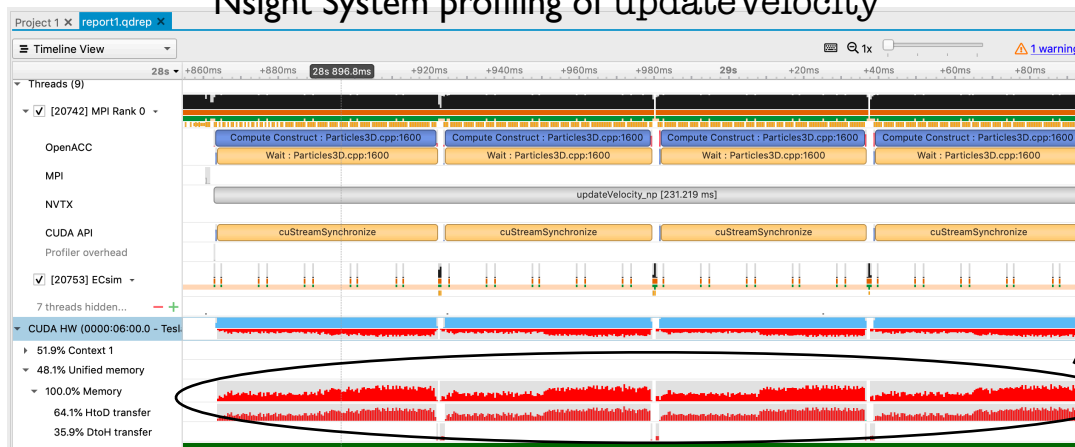 Nsight System profiling of updateVelocity
Project 1 × report1.qdrep ×
Timeline View 1x
28s +860ms +880ms 28s 896.8ms +920ms +940ms +960ms +980ms 29s +20ms +40ms +60ms +80ms
1 warning
Threads (9)
[20742] MPI Rank 0
OpenACC
Compute Construct : Particles3D.cpp:1600 Compute Construct : Particles3D.cpp:1600 Compute Construct : Particles3D.cpp:1600 Compute Construct : Particles3D.cpp:1600
Wait : Particles3D.cpp:1600 Wait : Particles3D.cpp:1600 Wait : Particles3D.cpp:1600 Wait : Particles3D.cpp:1600
MPI
NVTX updateVelocity_np [231.219 ms]
CUDA API cuStreamSynchronize cuStreamSynchronize cuStreamSynchronize cuStreamSynchronize
Profiler overhead
[20753] ECsim
7 threads hidden... − +
CUDA HW (0000:06:00.0 - Tesl
51.9% Context 1
48.1% Unified memory
100.0% Memory
64.1% HtoD transfer
35.9% DtoH transfer